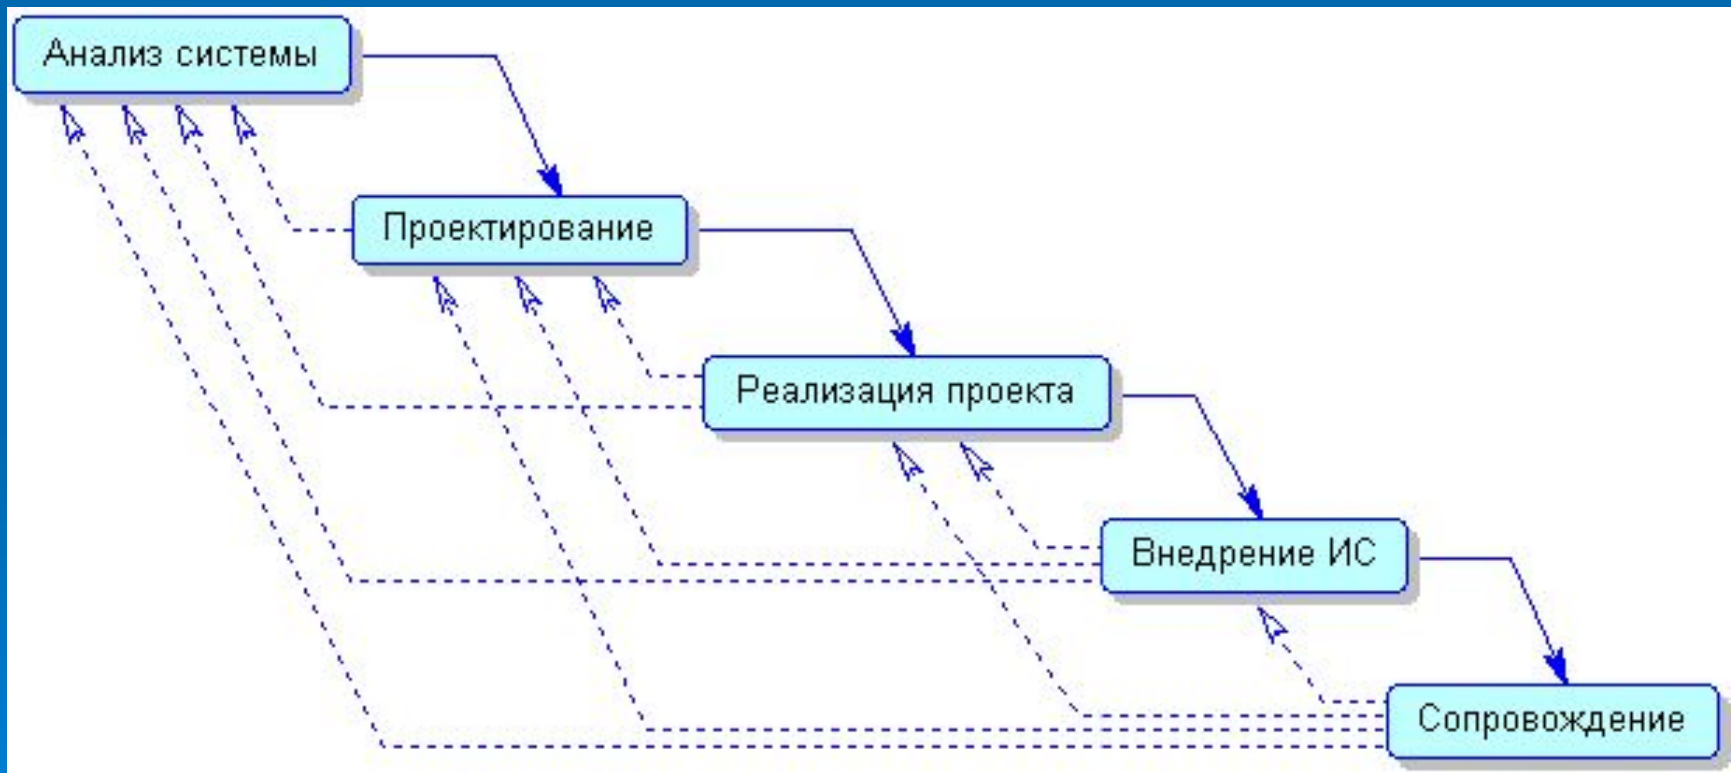 Анализ системы
Проектирование
Реализация проекта
Внедрение ИС
Сопровождение